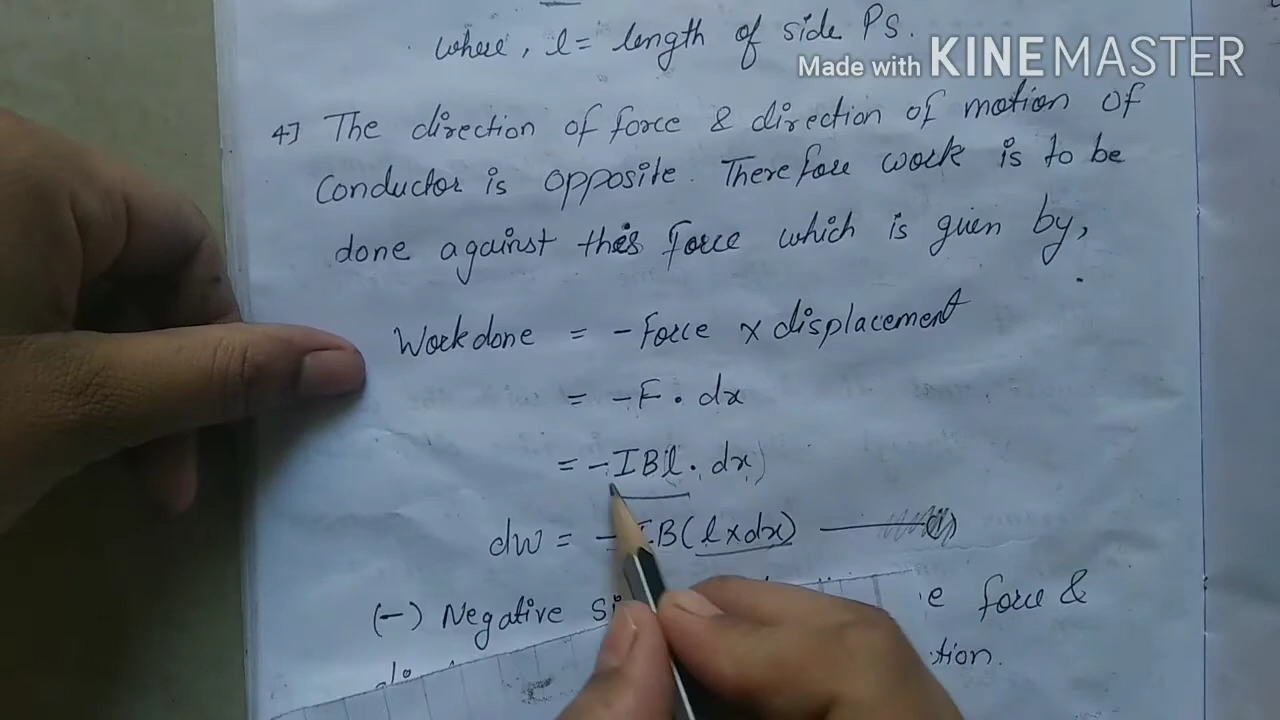 where, l = length of side PS.
Made with KINEMASTER
4] The direction of force & direction of motion of
conductor is opposite. Therefore work is to be
done against this force which is given by,
Workdone = - Force × displacement
= - F . dx
= - IBl . dx)
dw = - IB (l × dx) (1)
(-) Negative force &